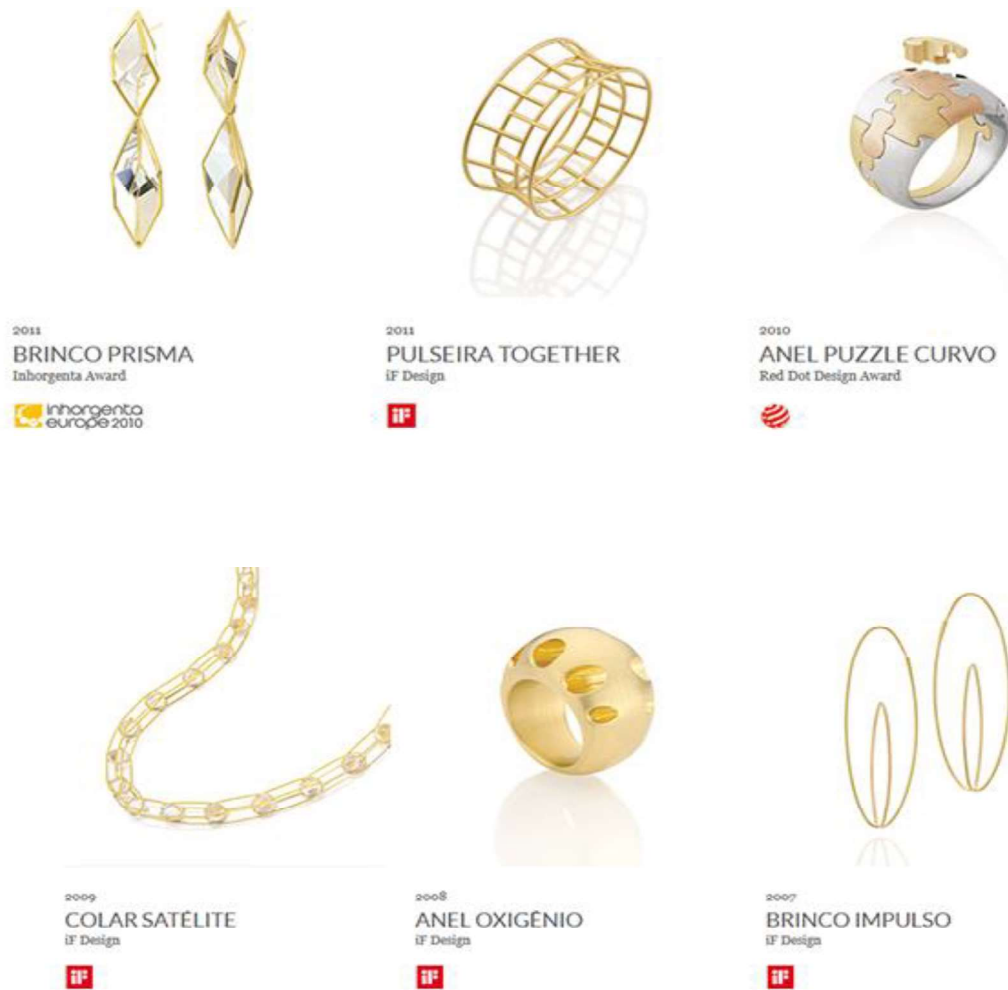 2011
BRINCO PRISMA
Inhorgenta Award
inhorgenta
europe 2010
2011
PULSEIRA TOGETHER
iF Design
iF
2010
ANEL PUZZLE CURVO
Red Dot Design Award
2009
COLAR SATÉLITE
iF Design
iF
2008
ANEL OXIGÊNIO
iF Design
iF
2007
BRINCO IMPULSO
iF Design
iF